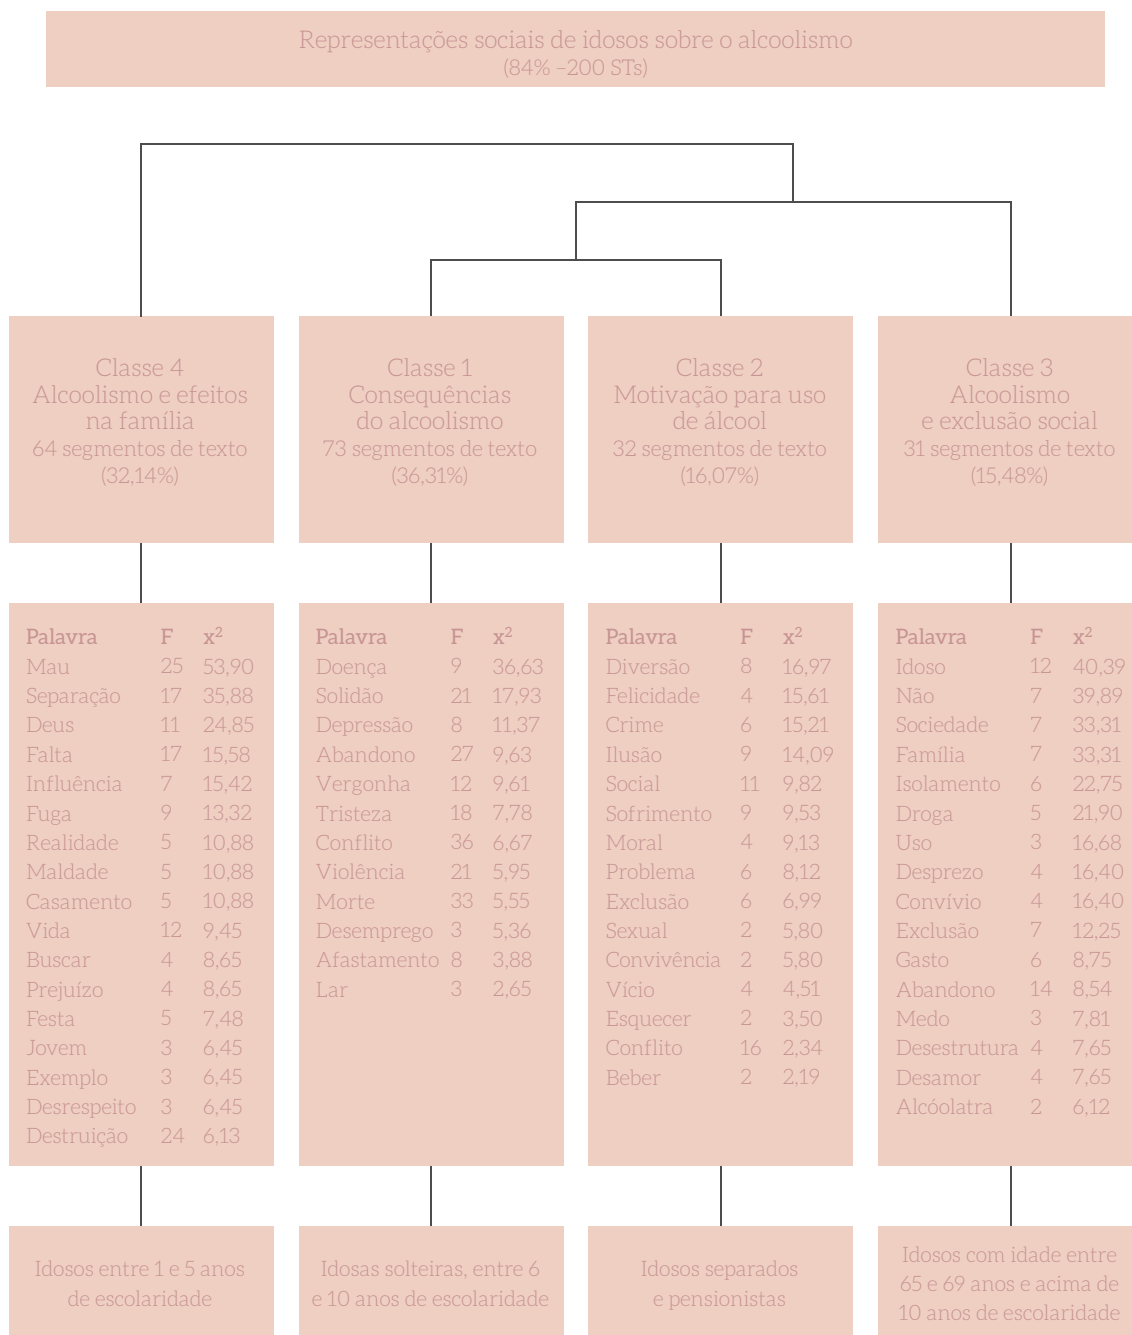 Representações sociais de idosos sobre o alcoolismo
(84% –200 STs)
Classe 4
Alcoolismo e efeitos
na família
64 segmentos de texto
(32,14%)
Classe 1
Consequências
do alcoolismo
73 segmentos de texto
(36,31%)
Classe 2
Motivação para uso
de álcool
32 segmentos de texto
(16,07%)
Classe 3
Alcoolismo
e exclusão social
31 segmentos de texto
(15,48%)
Palavra F x²
Mau 25 53,90
Separação 17 35,88
Deus 11 24,85
Falta 17 15,58
Influência 7 15,42
Fuga 9 13,32
Realidade 5 10,88
Maldade 5 10,88
Casamento 5 10,88
Vida 12 9,45
Buscar 4 8,65
Prejuízo 4 8,65
Festa 5 7,48
Jovem 3 6,45
Exemplo 3 6,45
Desrespeito 3 6,45
Destruição 24 6,13
Palavra F x²
Doença 9 36,63
Solidão 21 17,93
Depressão 8 11,37
Abandono 27 9,63
Vergonha 12 9,61
Tristeza 18 7,78
Conflito 36 6,67
Violência 21 5,95
Morte 33 5,55
Desemprego 3 5,36
Afastamento 8 3,88
Lar 3 2,65
Palavra F x²
Diversão 8 16,97
Felicidade 4 15,61
Crime 6 15,21
Ilusão 9 14,09
Social 11 9,82
Sofrimento 9 9,53
Moral 4 9,13
Problema 6 8,12
Exclusão 6 6,99
Sexual 2 5,80
Convivência 2 5,80
Vício 4 4,51
Esquecer 2 3,50
Conflito 16 2,34
Beber 2 2,19
Palavra F x²
Idoso 12 40,39
Não 7 39,89
Sociedade 7 33,31
Família 7 33,31
Isolamento 6 22,75
Droga 5 21,90
Uso 3 16,68
Desprezo 4 16,40
Convívio 4 16,40
Exclusão 7 12,25
Gasto 6 8,75
Abandono 14 8,54
Medo 3 7,81
Desestrutura 4 7,65
Desamor 4 7,65
Alcóolatra 2 6,12
Idosos entre 1 e 5 anos
de escolaridade
Idosas solteiras, entre 6
e 10 anos de escolaridade
Idosos separados
e pensionistas
Idosos com idade entre
65 e 69 anos e acima de
10 anos de escolaridade